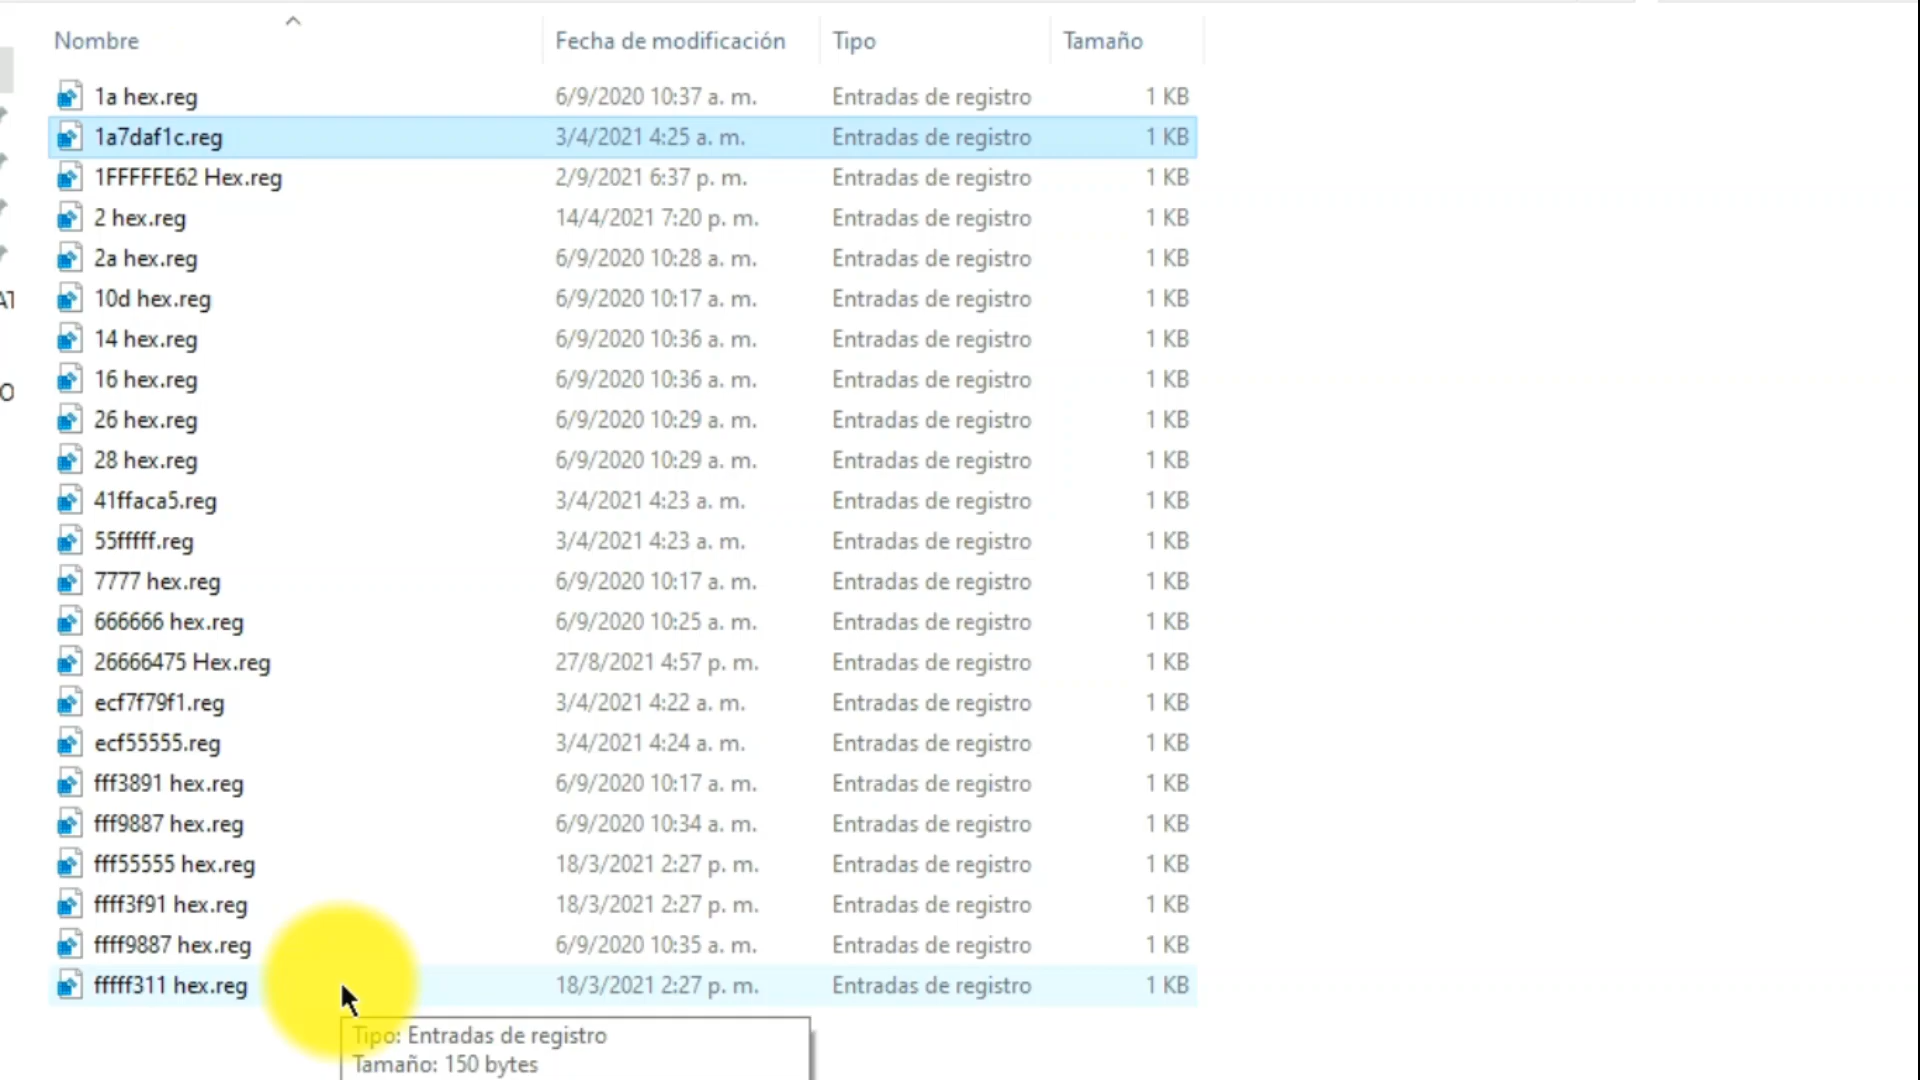 Nombre Fecha de modificación Tipo Tamaño
1a hex.reg 6/9/2020 10:37 a. m. Entradas de registro 1 KB
1a7daf1c.reg 3/4/2021 4:25 a. m. Entradas de registro 1 KB
1FFFFFE62 Hex.reg 2/9/2021 6:37 p. m. Entradas de registro 1 KB
2 hex.reg 14/4/2021 7:20 p. m. Entradas de registro 1 KB
2a hex.reg 6/9/2020 10:28 a. m. Entradas de registro 1 KB
10d hex.reg 6/9/2020 10:17 a. m. Entradas de registro 1 KB
14 hex.reg 6/9/2020 10:36 a. m. Entradas de registro 1 KB
16 hex.reg 6/9/2020 10:36 a. m. Entradas de registro 1 KB
26 hex.reg 6/9/2020 10:29 a. m. Entradas de registro 1 KB
28 hex.reg 6/9/2020 10:29 a. m. Entradas de registro 1 KB
41ffaca5.reg 3/4/2021 4:23 a. m. Entradas de registro 1 KB
55fffff.reg 3/4/2021 4:23 a. m. Entradas de registro 1 KB
7777 hex.reg 6/9/2020 10:17 a. m. Entradas de registro 1 KB
666666 hex.reg 6/9/2020 10:25 a. m. Entradas de registro 1 KB
26666475 Hex.reg 27/8/2021 4:57 p. m. Entradas de registro 1 KB
ecf7f79f1.reg 3/4/2021 4:22 a. m. Entradas de registro 1 KB
ecf55555.reg 3/4/2021 4:24 a. m. Entradas de registro 1 KB
fff3891 hex.reg 6/9/2020 10:17 a. m. Entradas de registro 1 KB
fff9887 hex.reg 6/9/2020 10:34 a. m. Entradas de registro 1 KB
fff55555 hex.reg 18/3/2021 2:27 p. m. Entradas de registro 1 KB
ffff3f91 hex.reg 18/3/2021 2:27 p. m. Entradas de registro 1 KB
ffff9887 hex.reg 6/9/2020 10:35 a. m. Entradas de registro 1 KB
fffff311 hex.reg 18/3/2021 2:27 p. m. Entradas de registro 1 KB
Tipo: Entradas de registro
Tamaño: 150 bytes